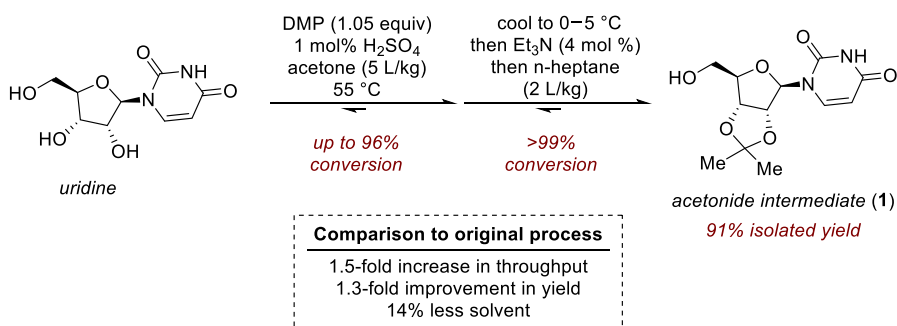 DMP (1.05 equiv)
1 mol% H₂SO₄
acetone (5 L/kg)
55 °C
cool to 0−5 °C
then Et₃N (4 mol %)
then n-heptane
(2 L/kg)
HO
O
N
O
NH
O
HO
OH
uridine
up to 96%
conversion
>99%
conversion
HO
O
N
O
NH
O
O
O
Me
Me
acetonide intermediate (1)
91% isolated yield
Comparison to original process
1.5-fold increase in throughput
1.3-fold improvement in yield
14% less solvent